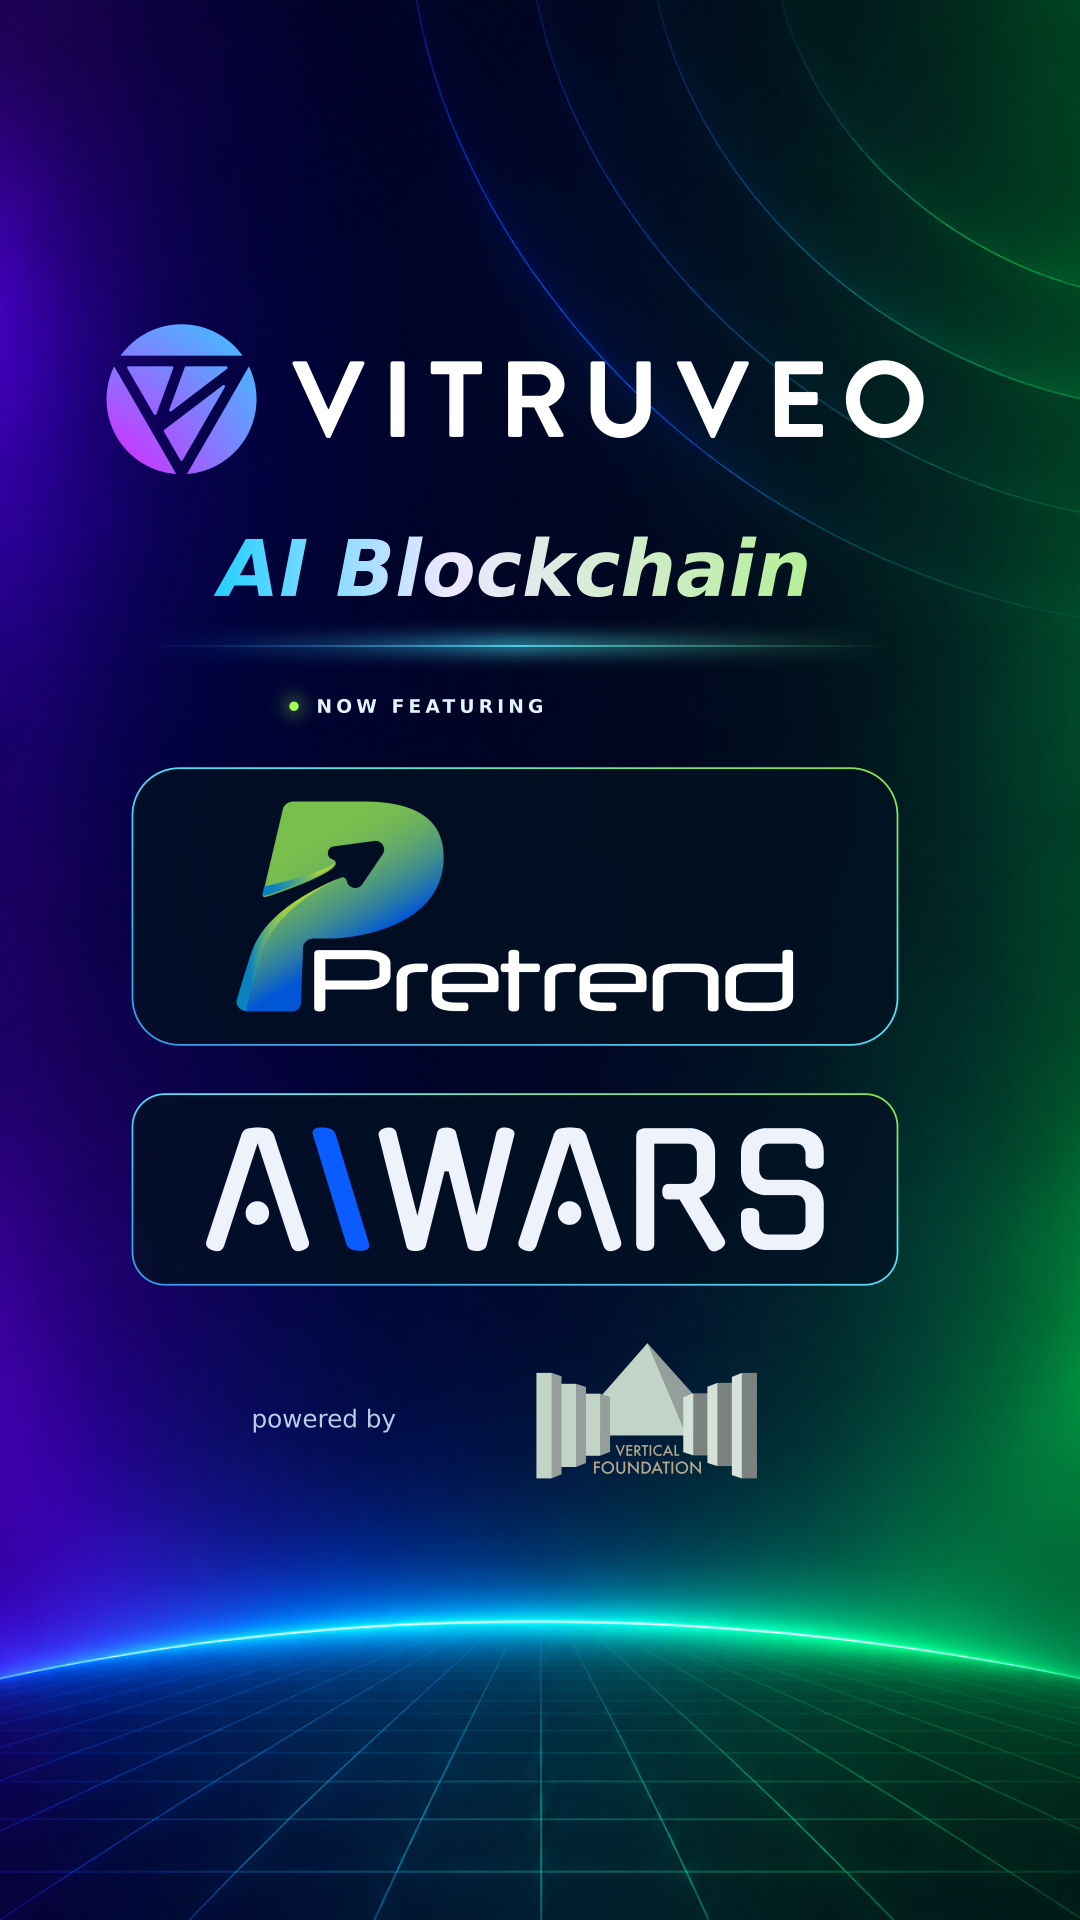 VITRUVEO
AI Blockchain
NOW FEATURING
Pretrend
AI WARS
powered by
VERTICAL
FOUNDATION